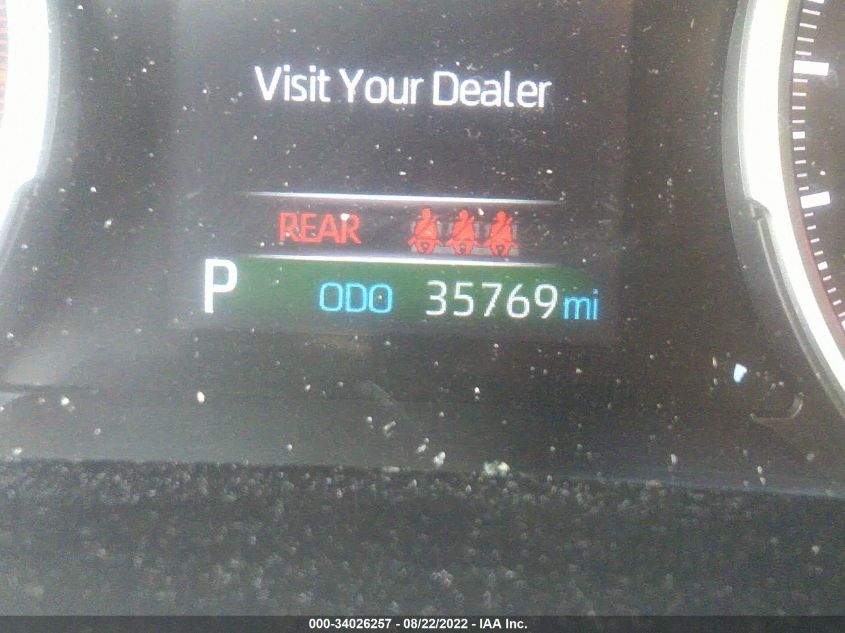 Visit Your Dealer
REAR
P ODO 35769 mi
000-34026257 - 08/22/2022 - IAA Inc.